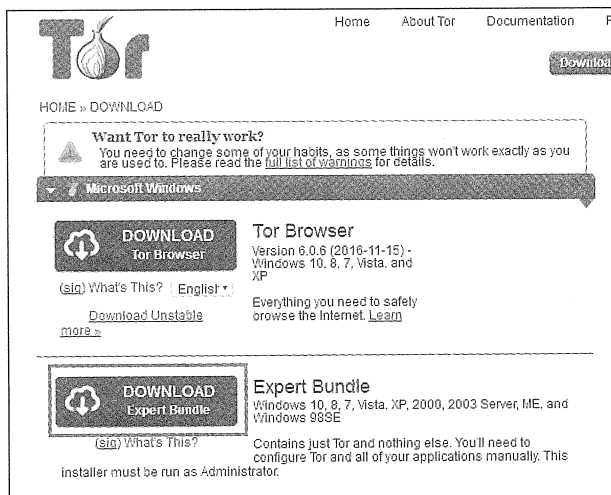 Tor
Home About Tor Documentation
HOME » DOWNLOAD
Want Tor to really work?
You need to change some of your habits, as some things won't work exactly as you
are used to. Please read the full list of warnings for details.
Microsoft Windows
DOWNLOAD
Tor Browser
(sig) What's This? English
Download Unstable
more »
Tor Browser
Version 6.0.6 (2016-11-15) -
Windows 10, 8, 7, Vista, and
XP
Everything you need to safely
browse the Internet. Learn
DOWNLOAD
Expert Bundle
(sig) What's This?
Expert Bundle
Windows 10, 8, 7, Vista, XP, 2000, 2003 Server, ME, and
Windows 98SE
Contains just Tor and nothing else. You'll need to
configure Tor and all of your applications manually. This
installer must be run as Administrator.